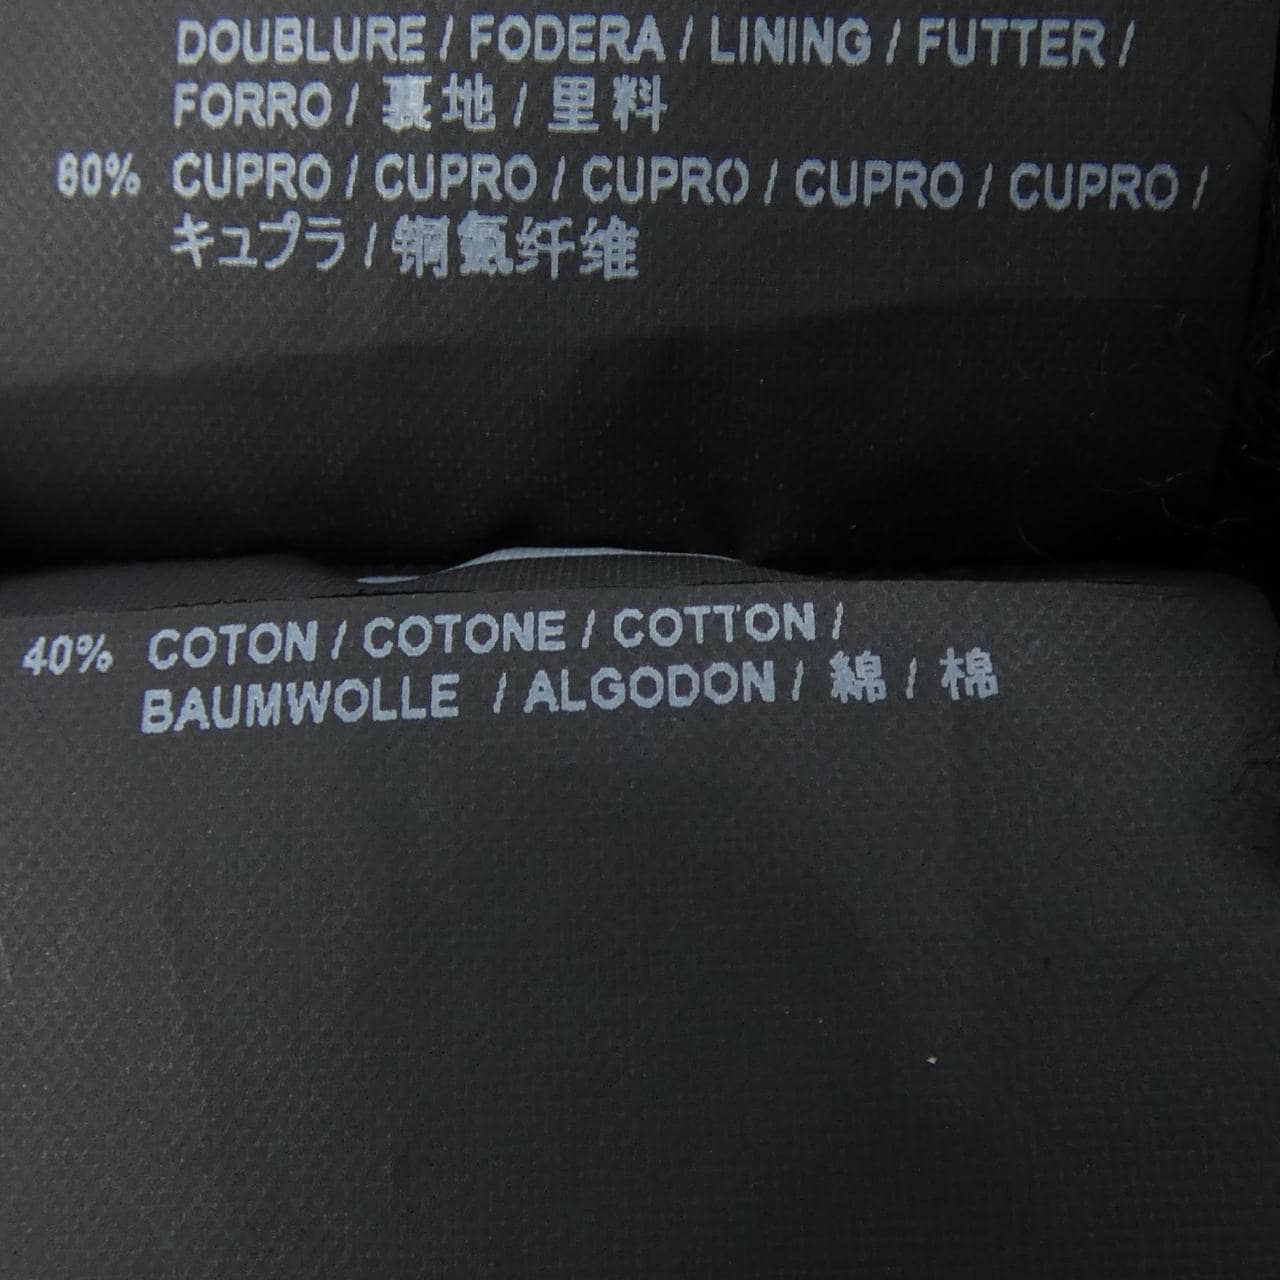 DOUBLURE / FODERA / LINING / FUTTER /
FORRO / 裏地 / 里料
60% CUPRO / CUPRO / CUPRO / CUPRO / CUPRO /
キュプラ / 铜氨纤维
40% COTON / COTONE / COTTON /
BAUMWOLLE / ALGODON / 綿 / 棉